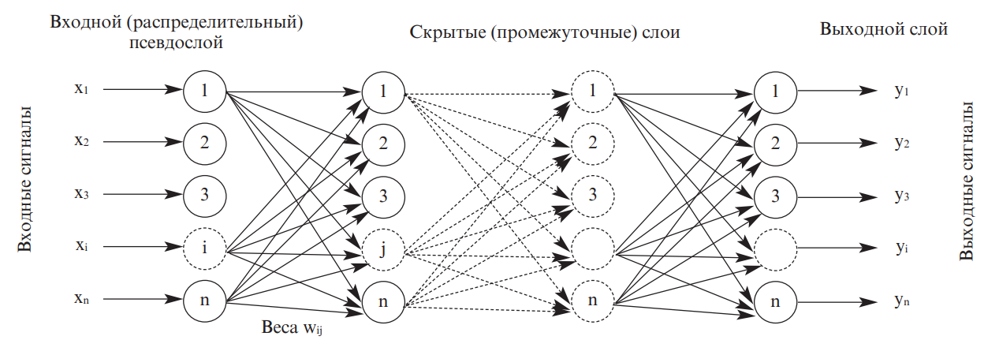 Входной (распределительный)
псевдослой
Скрытые (промежуточные) слои
Выходной слой
Входные сигналы
x1 1 1 1 1 y1
x2 2 2 2 2 y2
x3 3 3 3 3 y3
xi i j yi
xn n n n n yn
Веса wij
Выходные сигналы